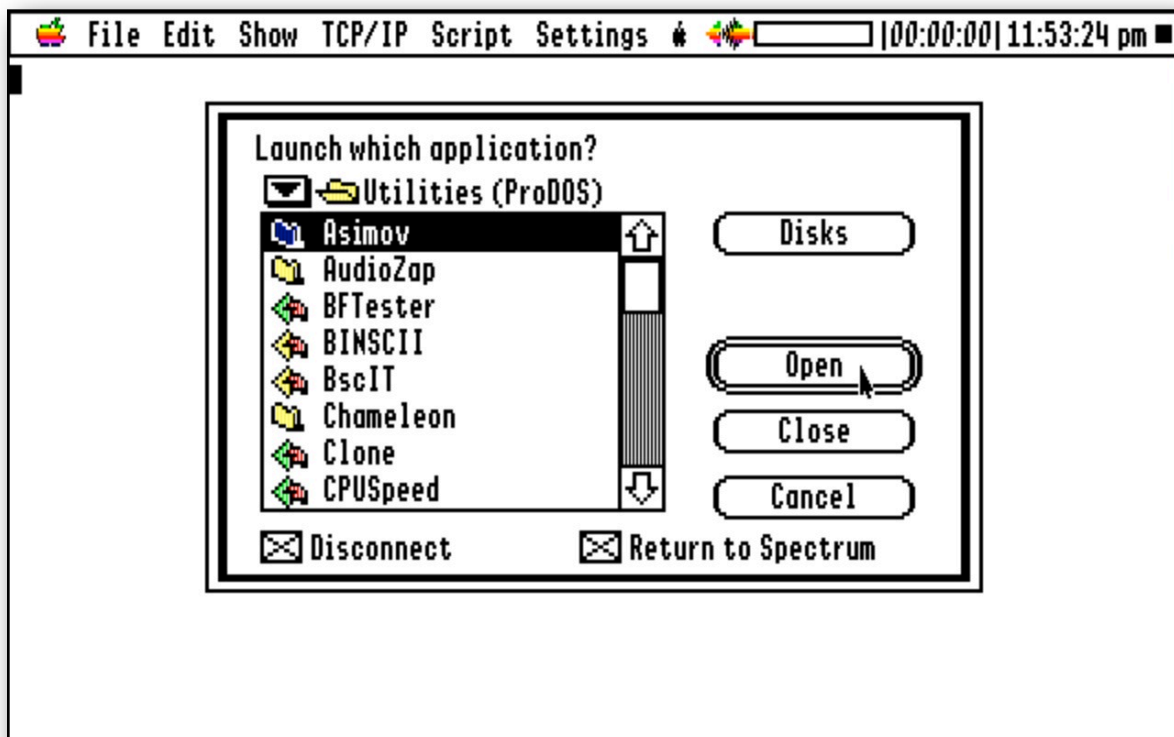 File Edit Show TCP/IP Script Settings |00:00:00| 11:53:24 pm
Launch which application?
Utilities (ProDOS)
Asimov
Disks
AudioZap
BFTester
BINSCII
Open
BscIT
Chameleon
Close
Clone
CPUSpeed
Cancel
Disconnect
Return to Spectrum